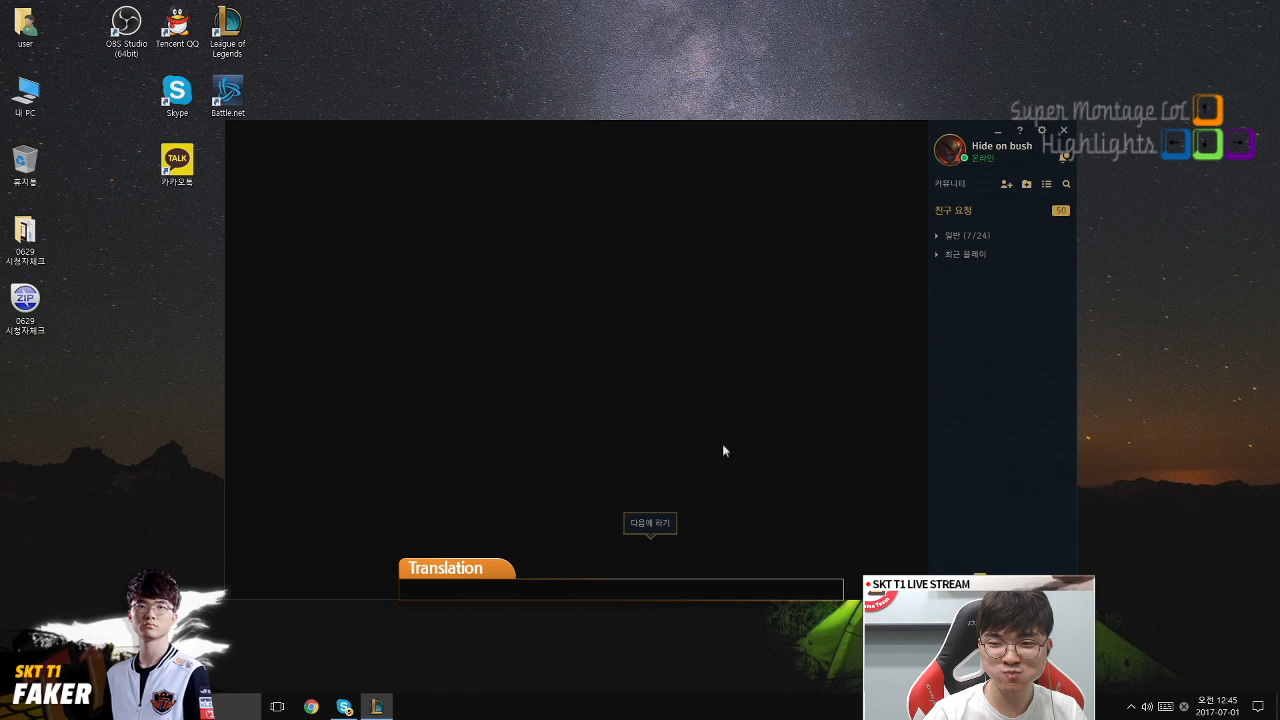 user
OBS Studio
(64bit)
Tencent QQ
League of
Legends
내 PC
Skype
Battle.net
휴지통
TALK
카카오톡
0629
시청자체크
ZIP
0629
시청자체크
Super Montage LoL
Highlights
Hide on bush
온라인
커뮤니티
친구 요청
50
일반 (7/24)
최근 플레이
다음에 하기
Translation
SKT T1 LIVE STREAM
SKT T1
FAKER
오전 12:45
2017-07-01